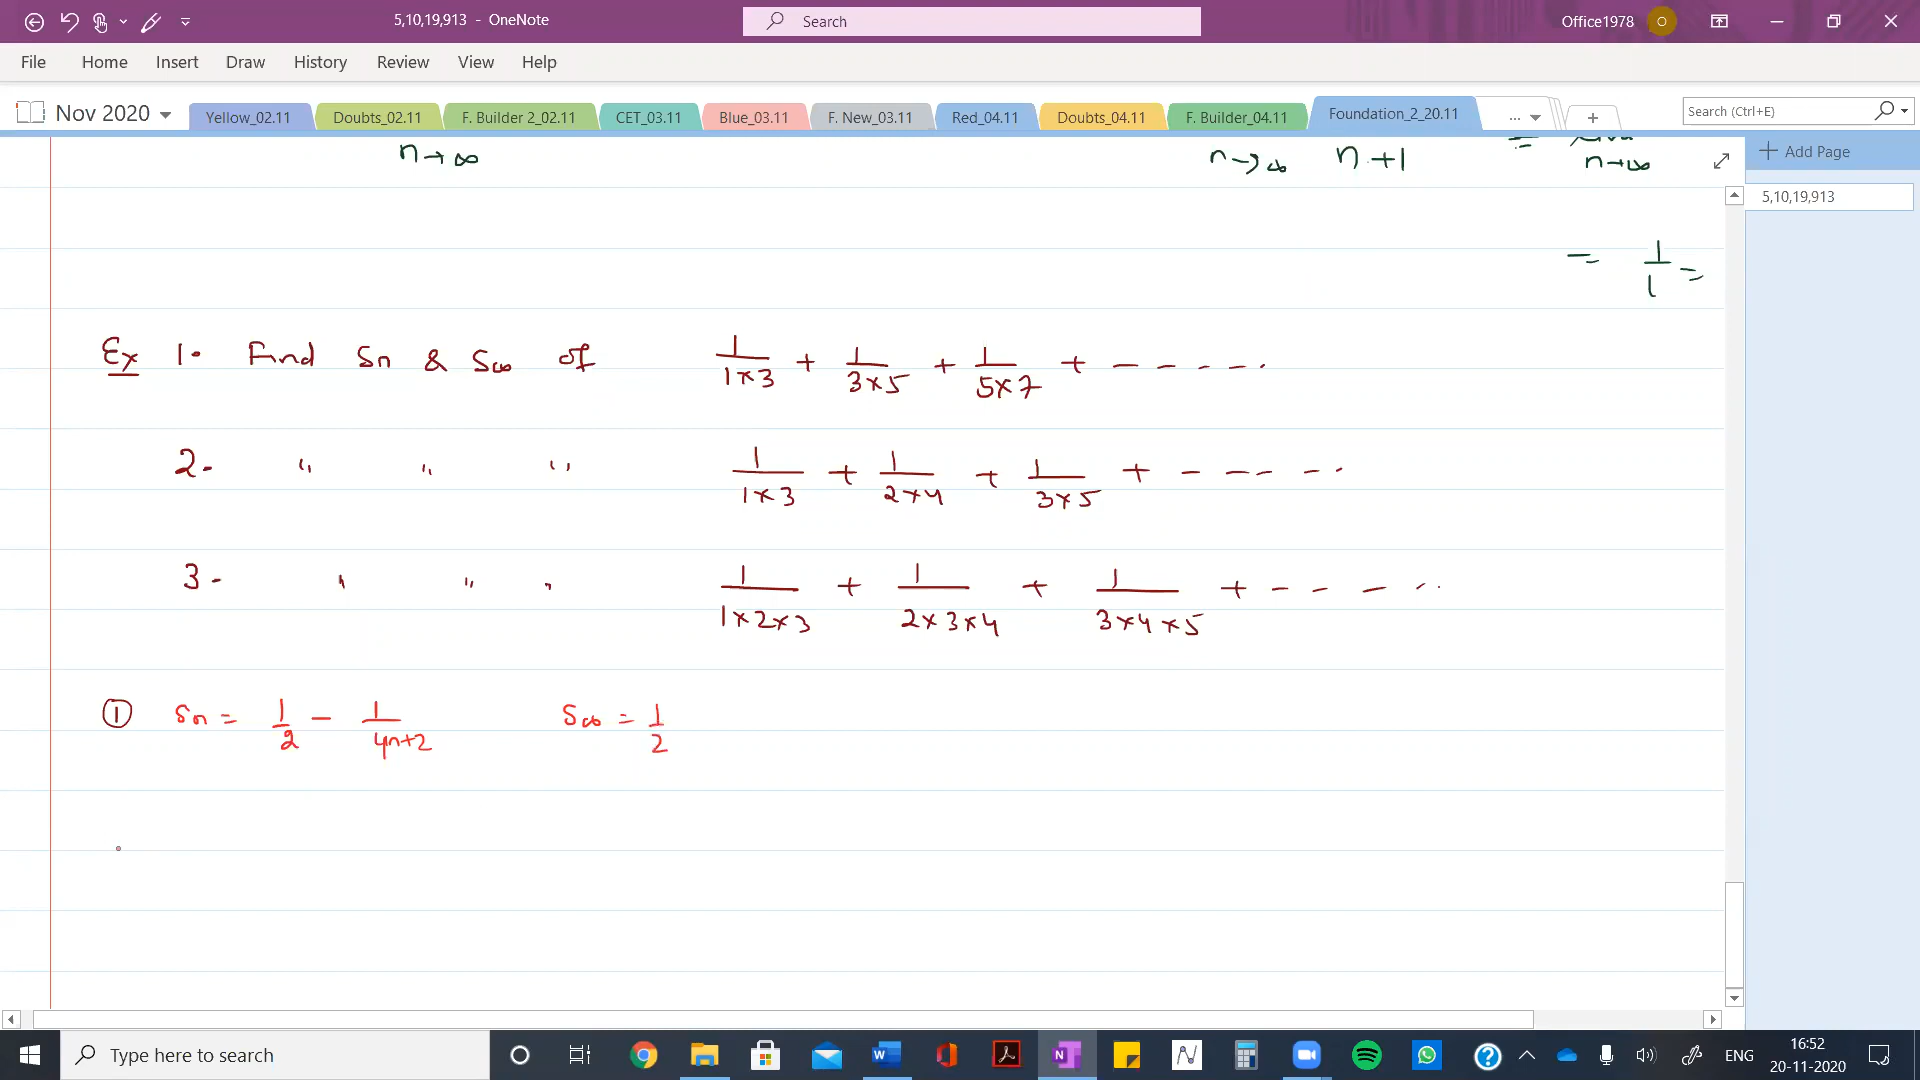 5,10,19,913 - OneNote
Search
Office1978
O
File Home Insert Draw History Review View Help
Nov 2020
Yellow_02.11 Doubts_02.11 F. Builder 2_02.11 CET_03.11 Blue_03.11 F. New_03.11 Red_04.11 Doubts_04.11 F. Builder_04.11 Foundation_2_20.11 ... +
Search (Ctrl+E)
+ Add Page
5,10,19,913
n→∞ n→∞ n+1 = n→∞
= 1/1 =
Ex 1. Find Sn & S∞ of 1/(1×3) + 1/(3×5) + 1/(5×7) + - - - - - -
2. " " " 1/(1×3) + 1/(2×4) + 1/(3×5) + - - - - - -
3. " " " 1/(1×2×3) + 1/(2×3×4) + 1/(3×4×5) + - - - - -
① Sn = 1/2 - 1/(4n+2) S∞ = 1/2
Type here to search
ENG
16:52
20-11-2020